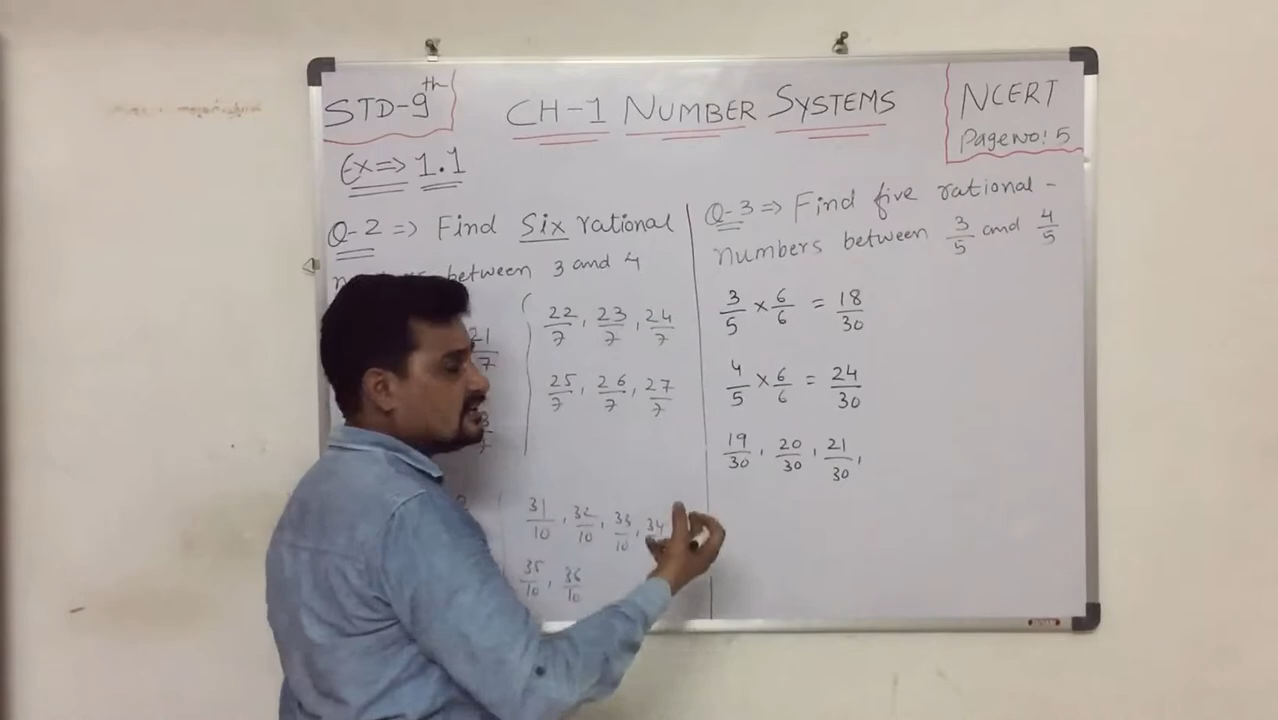 STD-9th
CH-1 NUMBER SYSTEMS
NCERT
Page no! 5
Ex=> 1.1
Q-2 => Find Six rational
between 3 and 4
21/7
22/7, 23/7, 24/7
25/7, 26/7, 27/7
31/10, 32/10, 33/10, 34
35/10, 36/10
Q-3 => Find five rational -
numbers between 3/5 and 4/5
3/5 × 6/6 = 18/30
4/5 × 6/6 = 24/30
19/30, 20/30, 21/30,